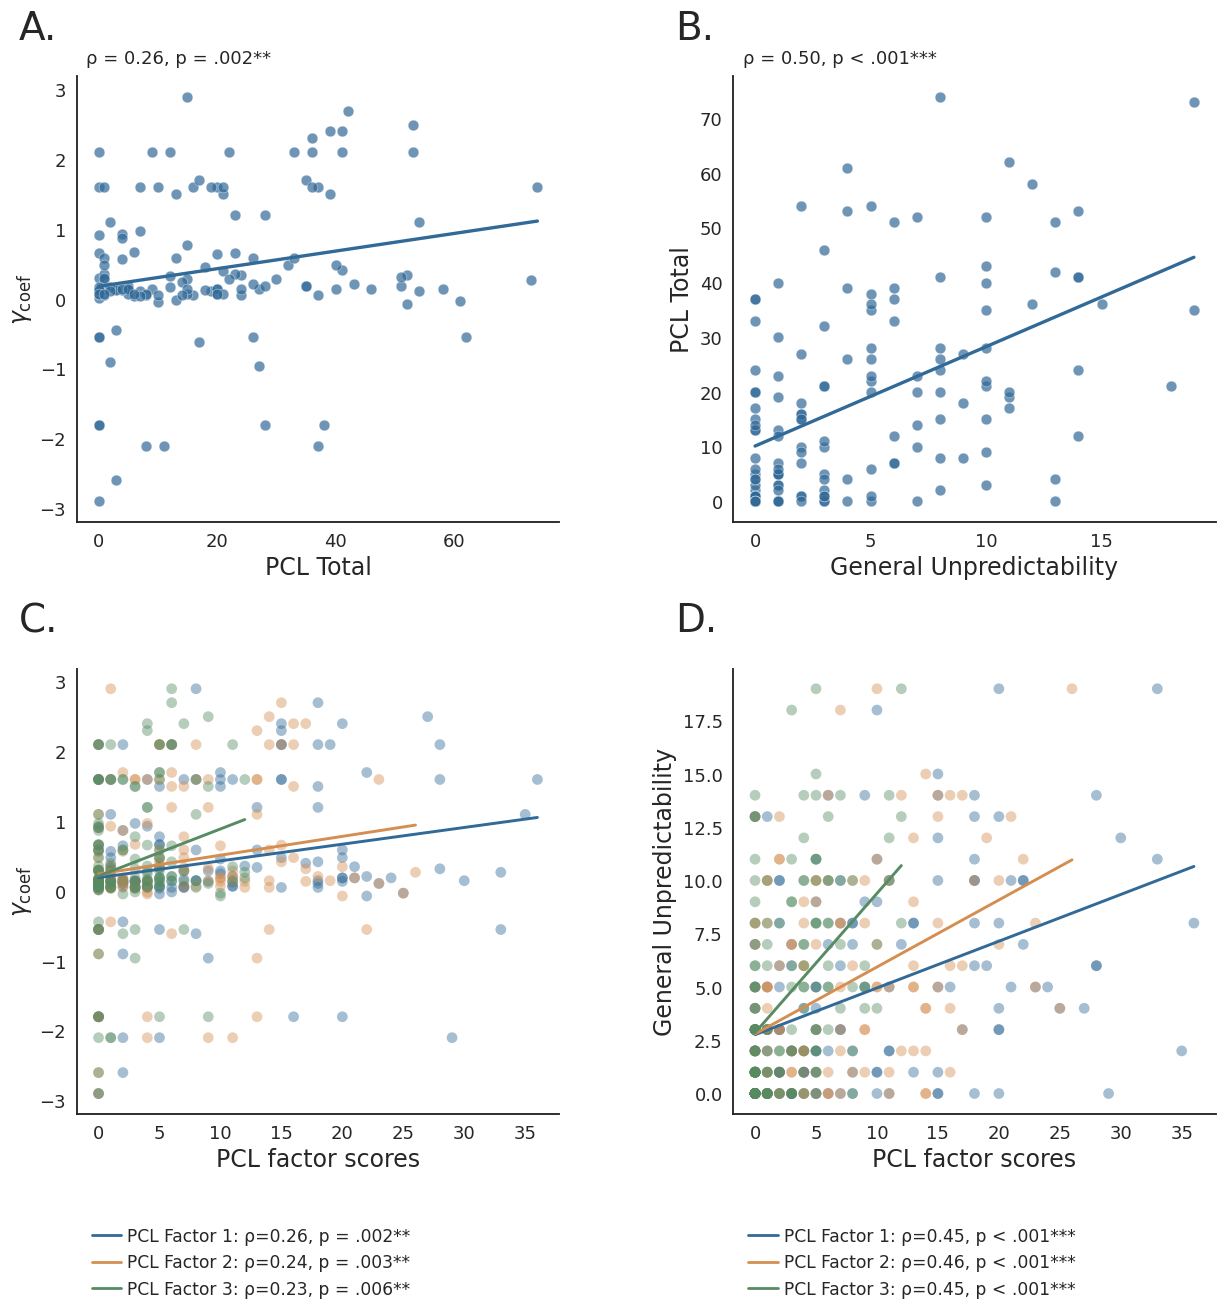 A.
ρ = 0.26, p = .002**
3
2
1
0
−1
−2
−3
γcoef
0 20 40 60
PCL Total
B.
ρ = 0.50, p < .001***
70
60
50
40
30
20
10
0
PCL Total
0 5 10 15
General Unpredictability
C.
3
2
1
0
−1
−2
−3
γcoef
0 5 10 15 20 25 30 35
PCL factor scores
PCL Factor 1: ρ=0.26, p = .002**
PCL Factor 2: ρ=0.24, p = .003**
PCL Factor 3: ρ=0.23, p = .006**
D.
17.5
15.0
12.5
10.0
7.5
5.0
2.5
0.0
General Unpredictability
0 5 10 15 20 25 30 35
PCL factor scores
PCL Factor 1: ρ=0.45, p < .001***
PCL Factor 2: ρ=0.46, p < .001***
PCL Factor 3: ρ=0.45, p < .001***